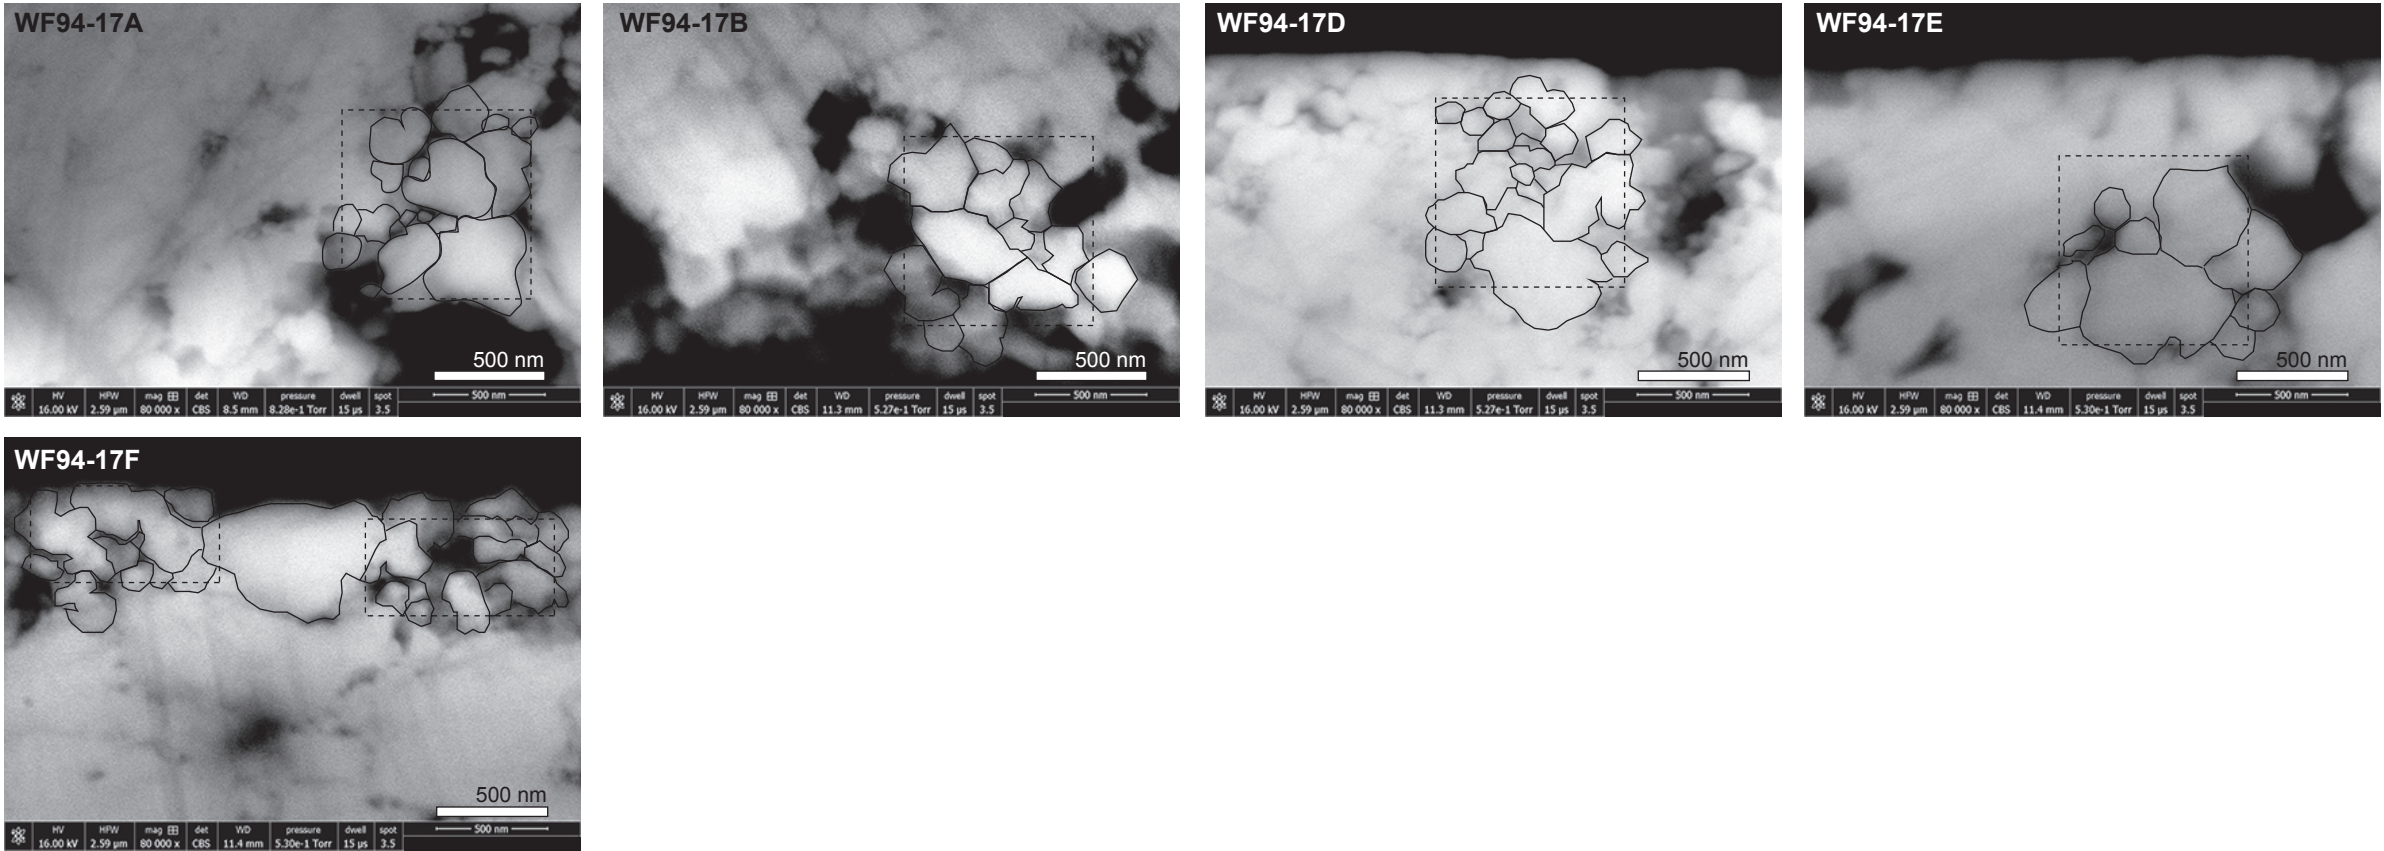 WF94-17A
500 nm
HV HFW mag det WD pressure dwell spot
16.00 kV 2.59 µm 80 000 x CBS 8.5 mm 8.28e-1 Torr 15 µs 3.5
500 nm
WF94-17B
500 nm
HV HFW mag det WD pressure dwell spot
16.00 kV 2.59 µm 80 000 x CBS 11.3 mm 5.27e-1 Torr 15 µs 3.5
500 nm
WF94-17D
500 nm
HV HFW mag det WD pressure dwell spot
16.00 kV 2.59 µm 80 000 x CBS 11.3 mm 5.27e-1 Torr 15 µs 3.5
500 nm
WF94-17E
500 nm
HV HFW mag det WD pressure dwell spot
16.00 kV 2.59 µm 80 000 x CBS 11.4 mm 5.30e-1 Torr 15 µs 3.5
500 nm
WF94-17F
500 nm
HV HFW mag det WD pressure dwell spot
16.00 kV 2.59 µm 80 000 x CBS 11.4 mm 5.30e-1 Torr 15 µs 3.5
500 nm